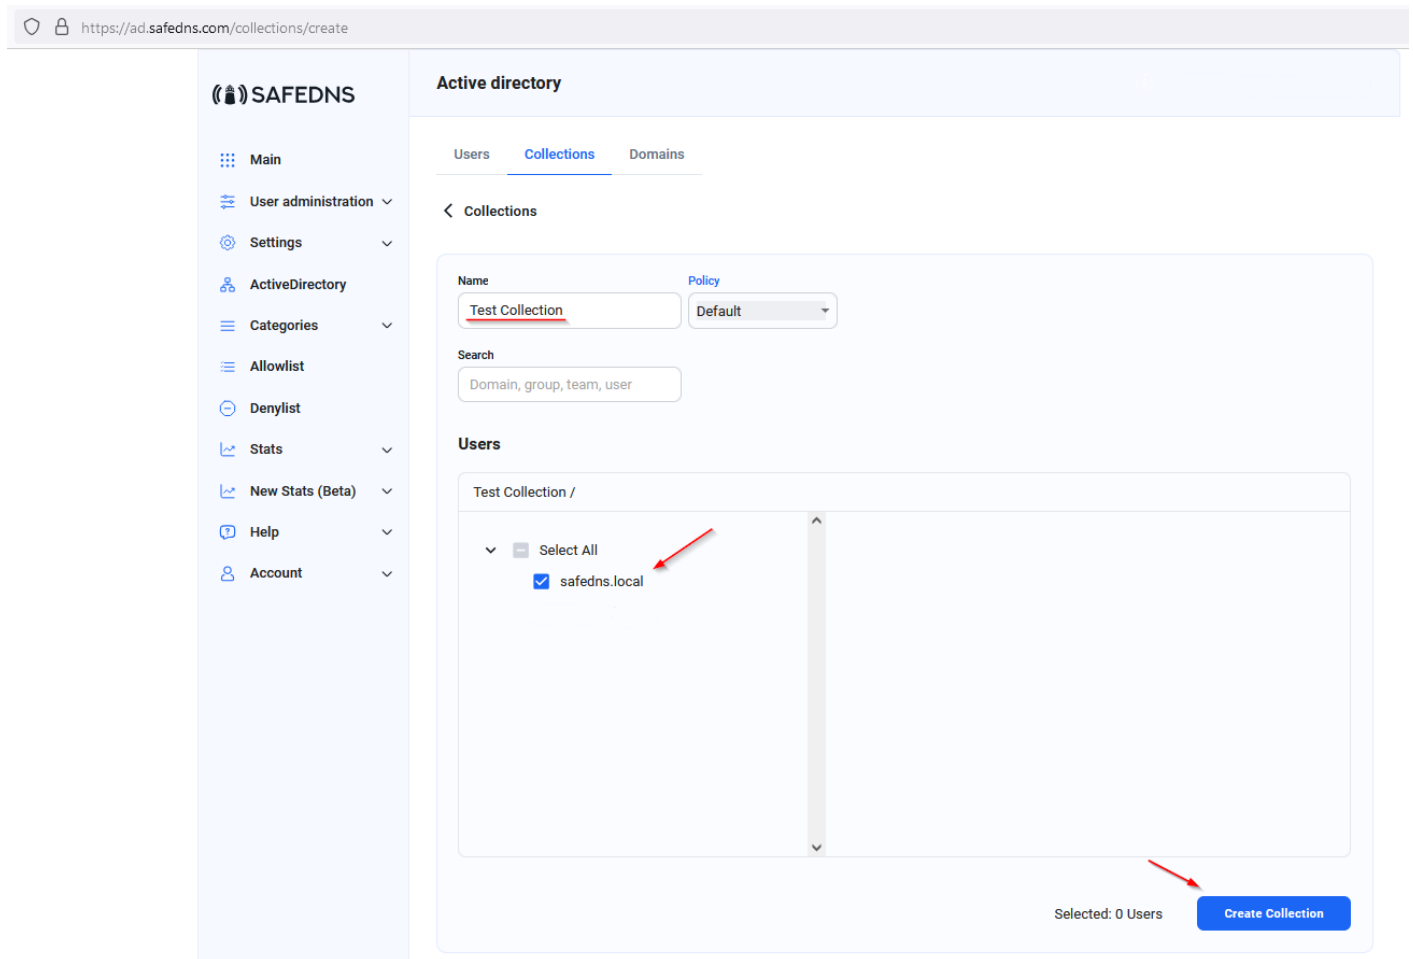 https://ad.safedns.com/collections/create
SAFEDNS
Main
User administration
Settings
ActiveDirectory
Categories
Allowlist
Denylist
Stats
New Stats (Beta)
Help
Account
Active directory
Users Collections Domains
Collections
Name Policy
Test Collection Default
Search
Domain, group, team, user
Users
Test Collection /
Select All
safedns.local
Selected: 0 Users Create Collection